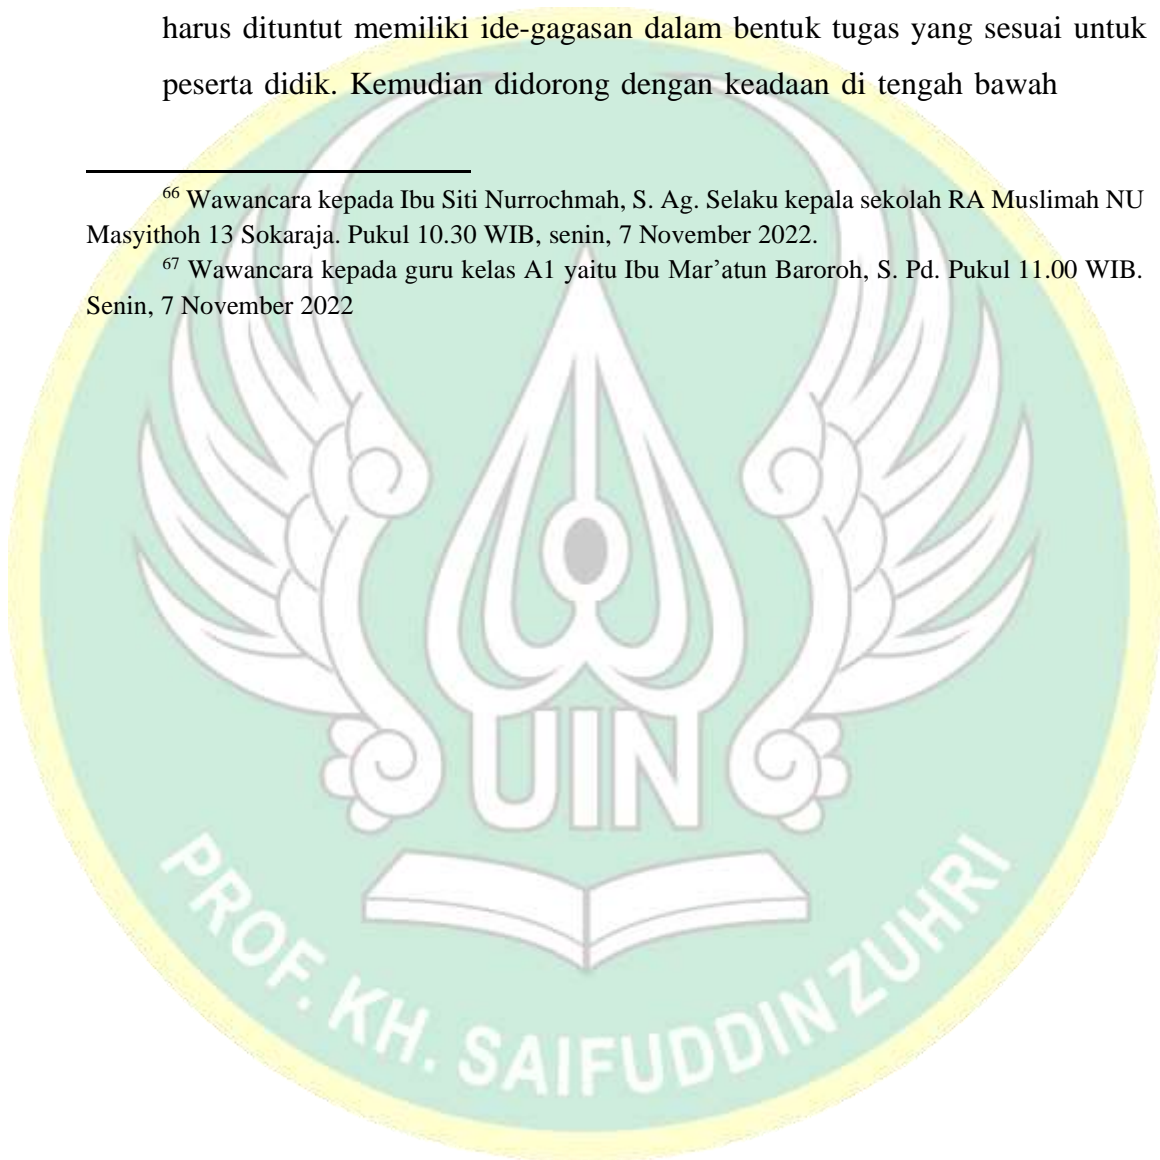 harus dituntut memiliki ide-gagasan dalam bentuk tugas yang sesuai untuk
peserta didik. Kemudian didorong dengan keadaan di tengah bawah
66 Wawancara kepada Ibu Siti Nurrochmah, S. Ag. Selaku kepala sekolah RA Muslimah NU
Masyithoh 13 Sokaraja. Pukul 10.30 WIB, senin, 7 November 2022.
67 Wawancara kepada guru kelas A1 yaitu Ibu Mar’atun Baroroh, S. Pd. Pukul 11.00 WIB.
Senin, 7 November 2022
UIN
PROF. KH. SAIFUDDIN ZUHRI